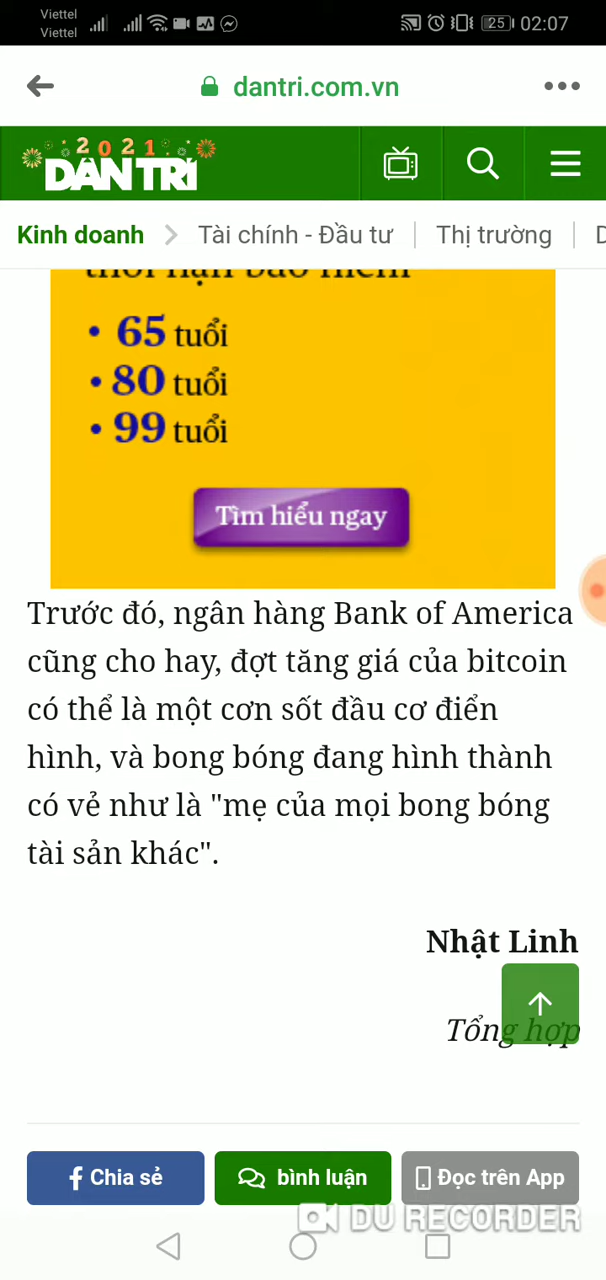 Viettel
Viettel
25
02:07
dantri.com.vn
2021
DÂN TRÍ
Kinh doanh
Tài chính - Đầu tư
Thị trường
thời hạn bảo hiểm
• 65 tuổi
• 80 tuổi
• 99 tuổi
Tìm hiểu ngay
Trước đó, ngân hàng Bank of America
cũng cho hay, đợt tăng giá của bitcoin
có thể là một cơn sốt đầu cơ điển
hình, và bong bóng đang hình thành
có vẻ như là "mẹ của mọi bong bóng
tài sản khác".
Nhật Linh
Tổng hợp
Chia sẻ
bình luận
Đọc trên App
DU RECORDER